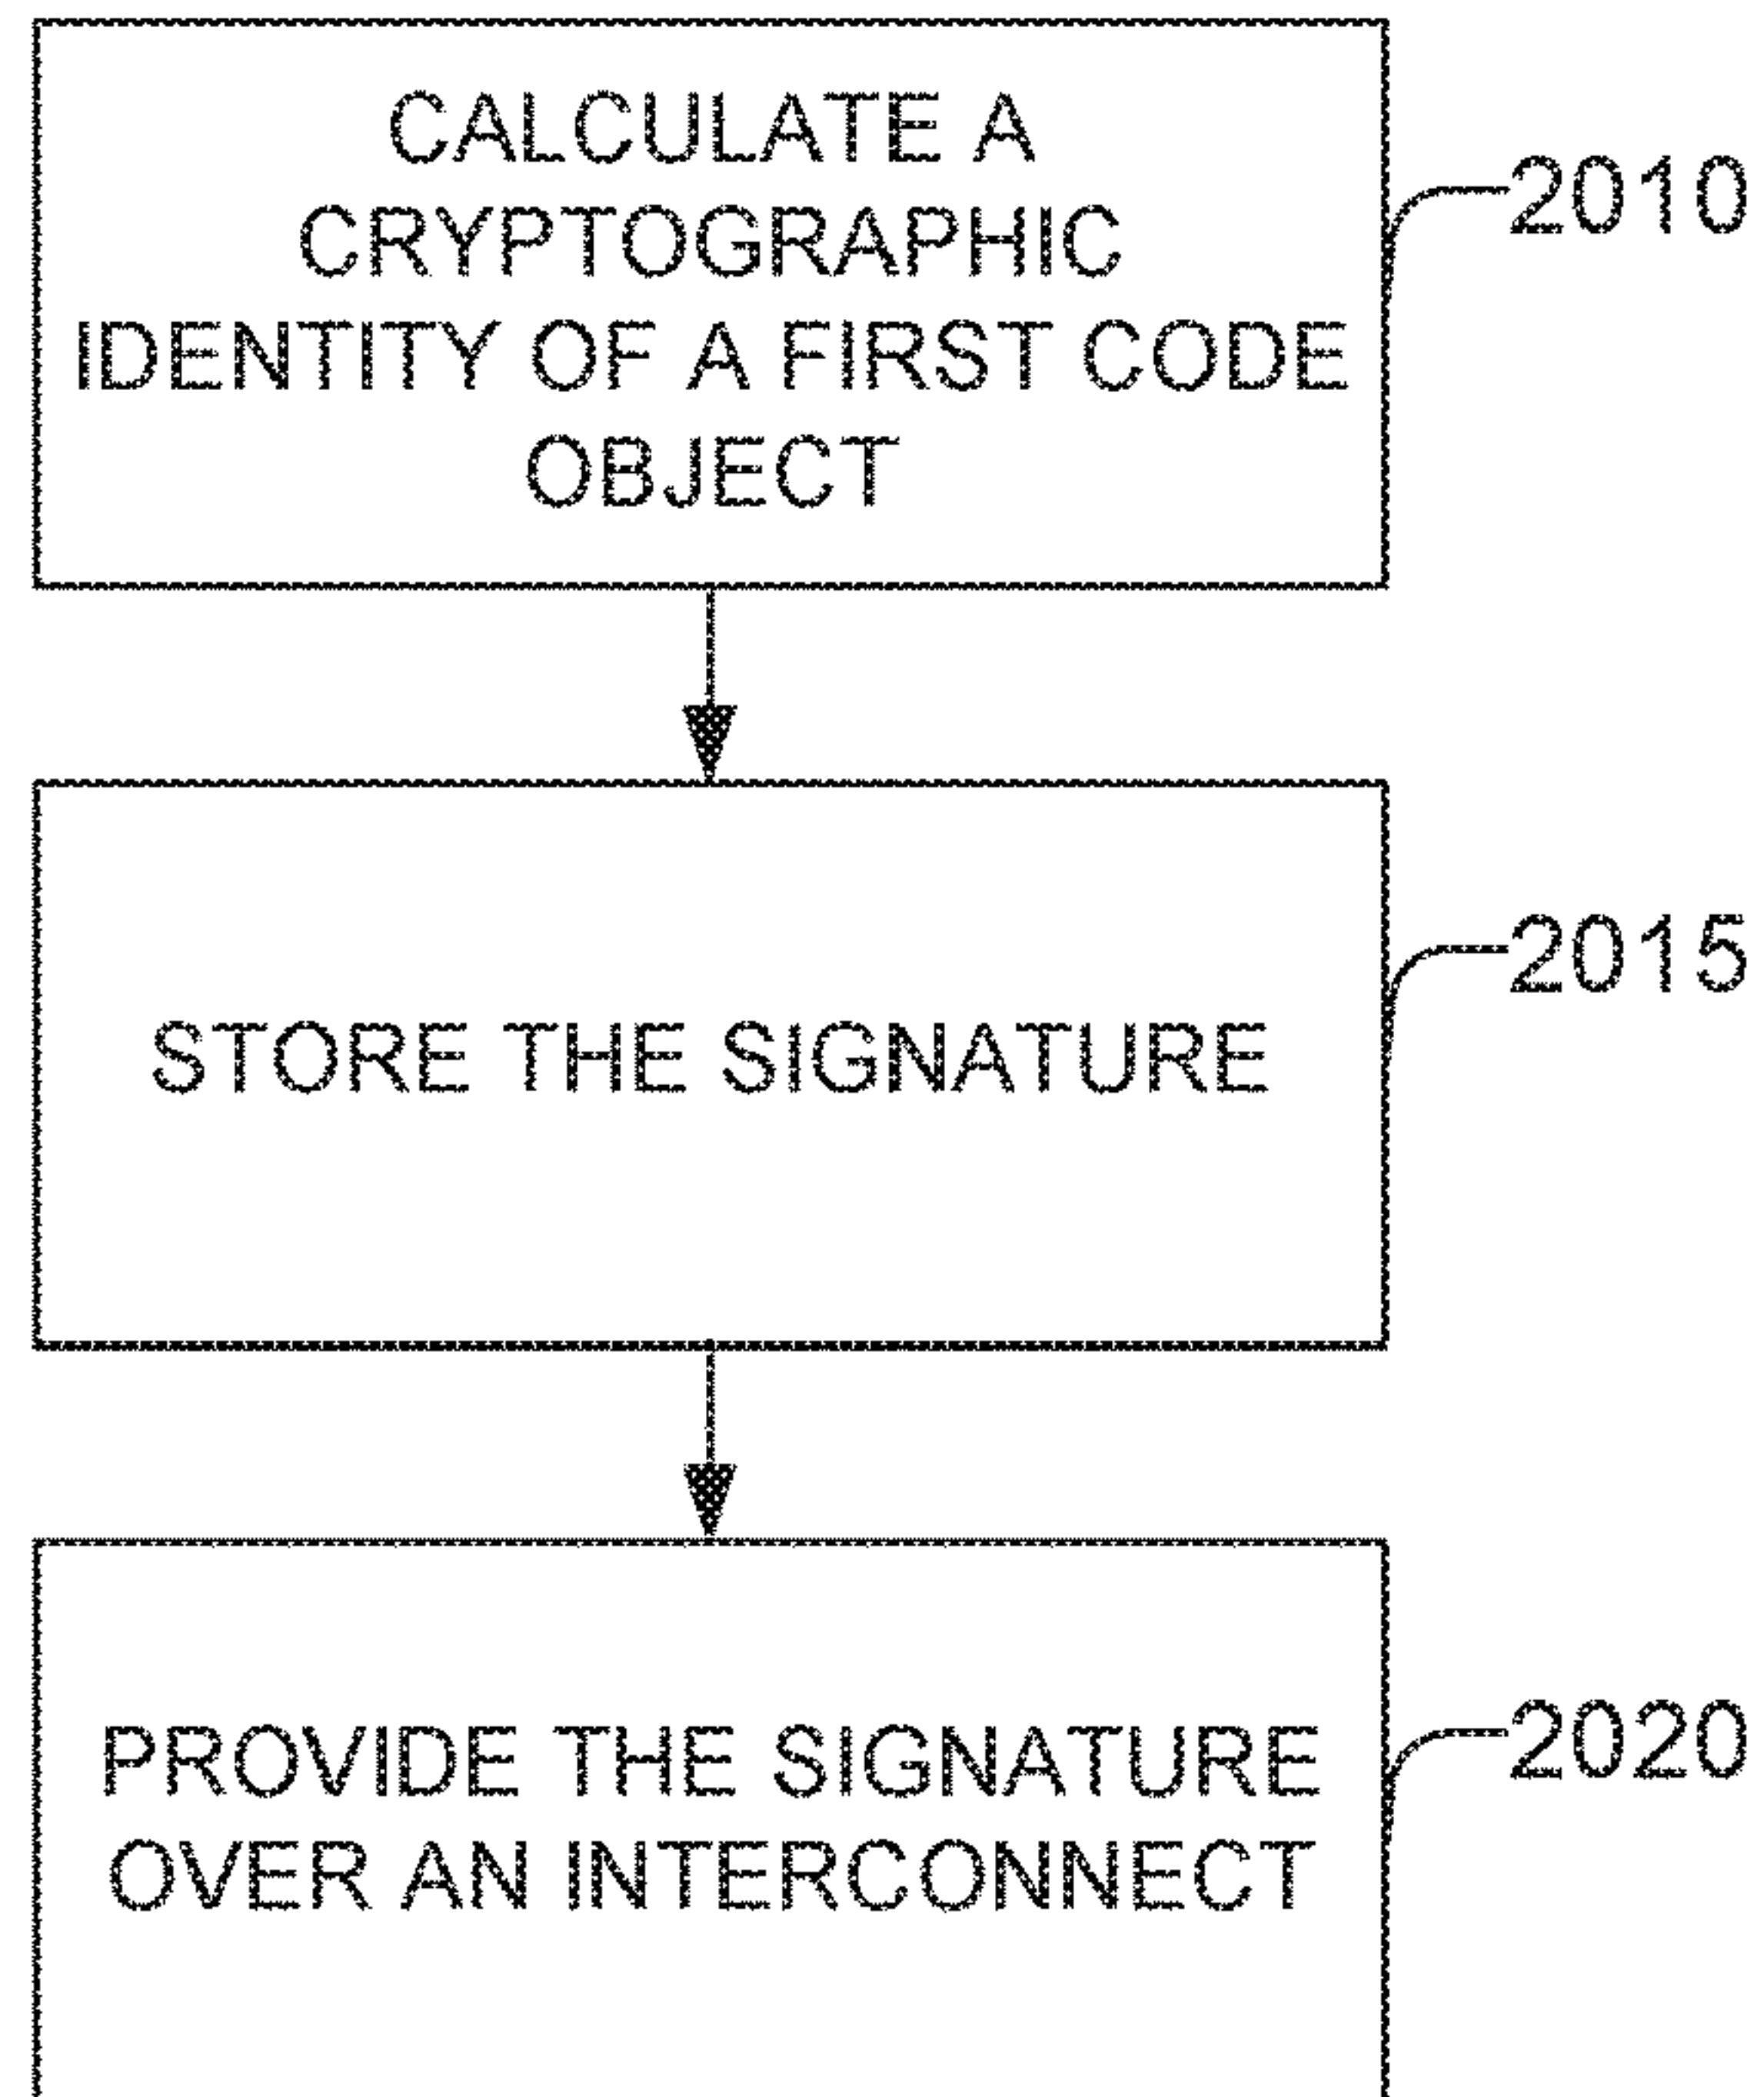 CALCULATE A
CRYPTOGRAPHIC
IDENTITY OF A FIRST CODE
OBJECT
2010
STORE THE SIGNATURE
2015
PROVIDE THE SIGNATURE
OVER AN INTERCONNECT
2020